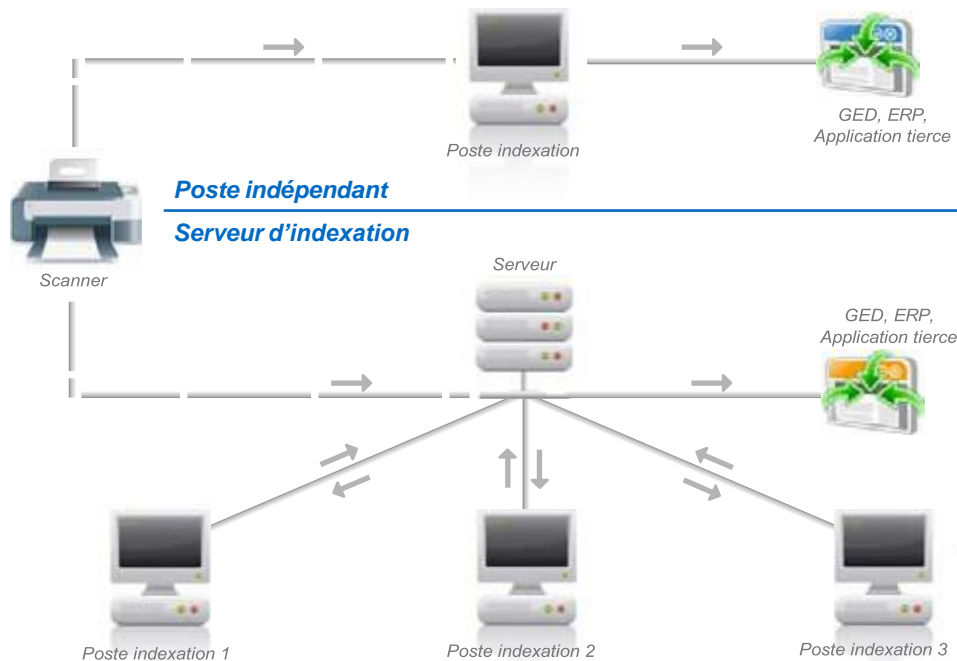 GED, ERP,
Application tierce
Poste indexation
Poste indépendant
Serveur d'indexation
Scanner
Serveur
GED, ERP,
Application tierce
Poste indexation 1
Poste indexation 2
Poste indexation 3